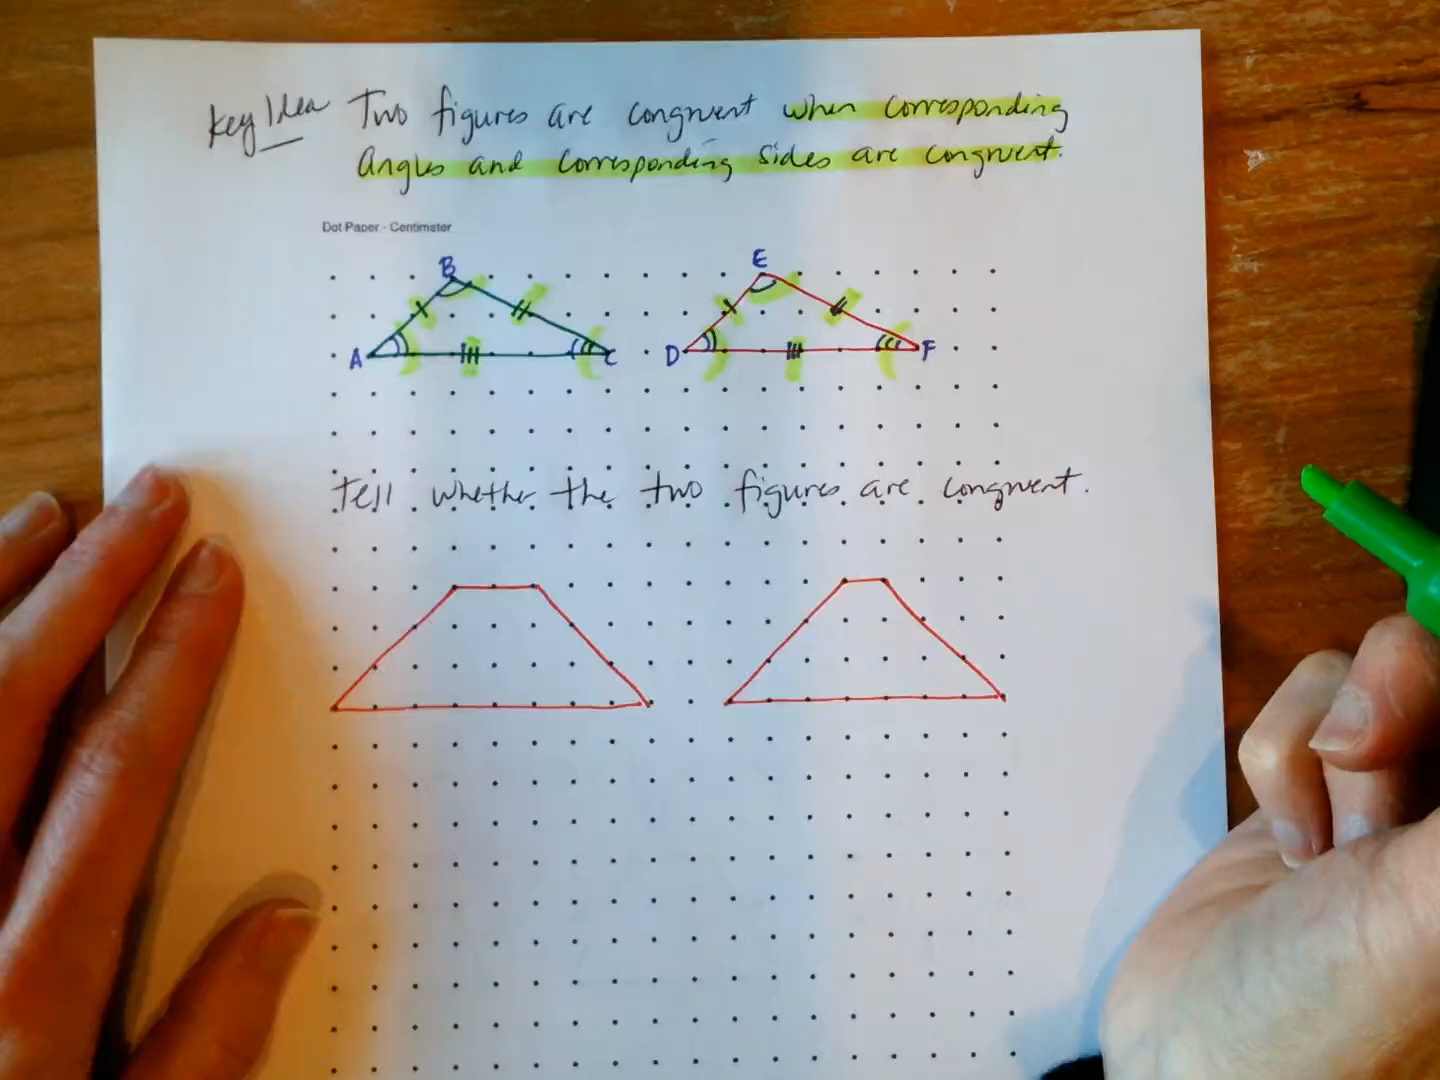 Key Idea Two figures are congruent when corresponding
Angles and corresponding sides are congruent.
Dot Paper - Centimeter
B E
A C D F
Tell whether the two figures are congruent.